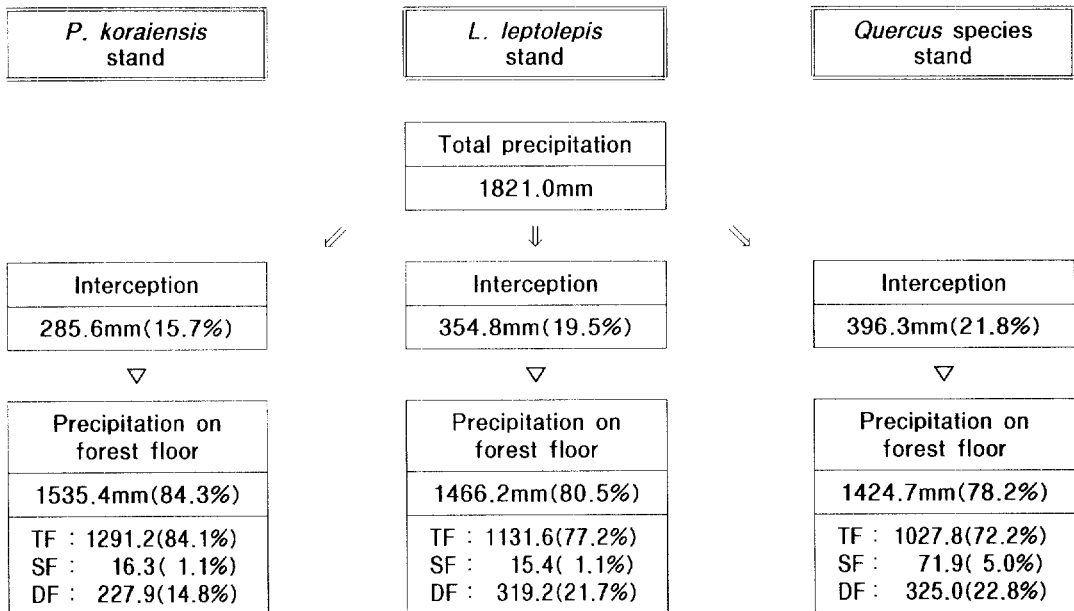 P. koraiensis
stand
L. leptolepis
stand
Quercus species
stand
Total precipitation
1821.0mm
Interception
285.6mm(15.7%)
Interception
354.8mm(19.5%)
Interception
396.3mm(21.8%)
Precipitation on
forest floor
1535.4mm(84.3%)
TF : 1291.2(84.1%)
SF : 16.3( 1.1%)
DF : 227.9(14.8%)
Precipitation on
forest floor
1466.2mm(80.5%)
TF : 1131.6(77.2%)
SF : 15.4( 1.1%)
DF : 319.2(21.7%)
Precipitation on
forest floor
1424.7mm(78.2%)
TF : 1027.8(72.2%)
SF : 71.9( 5.0%)
DF : 325.0(22.8%)